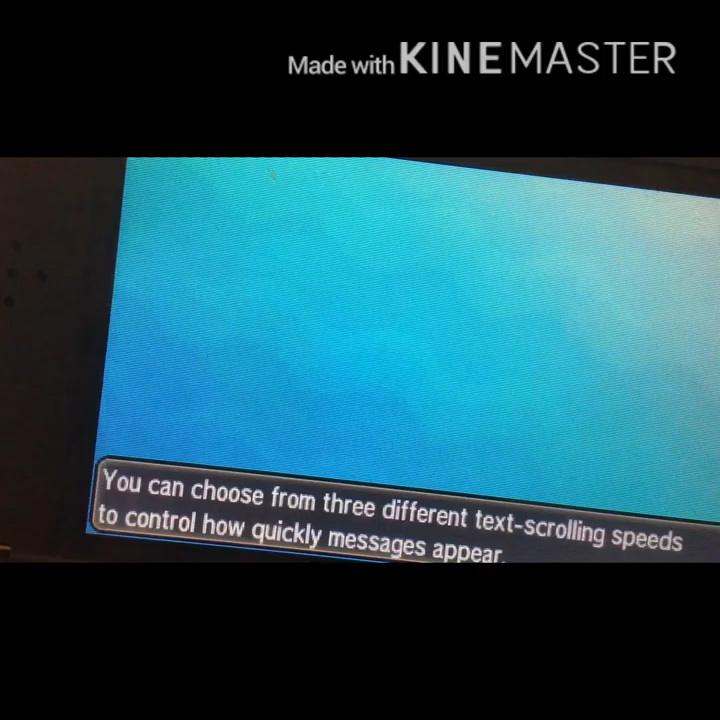 Made with KINEMASTER
You can choose from three different text-scrolling speeds
to control how quickly messages appear.